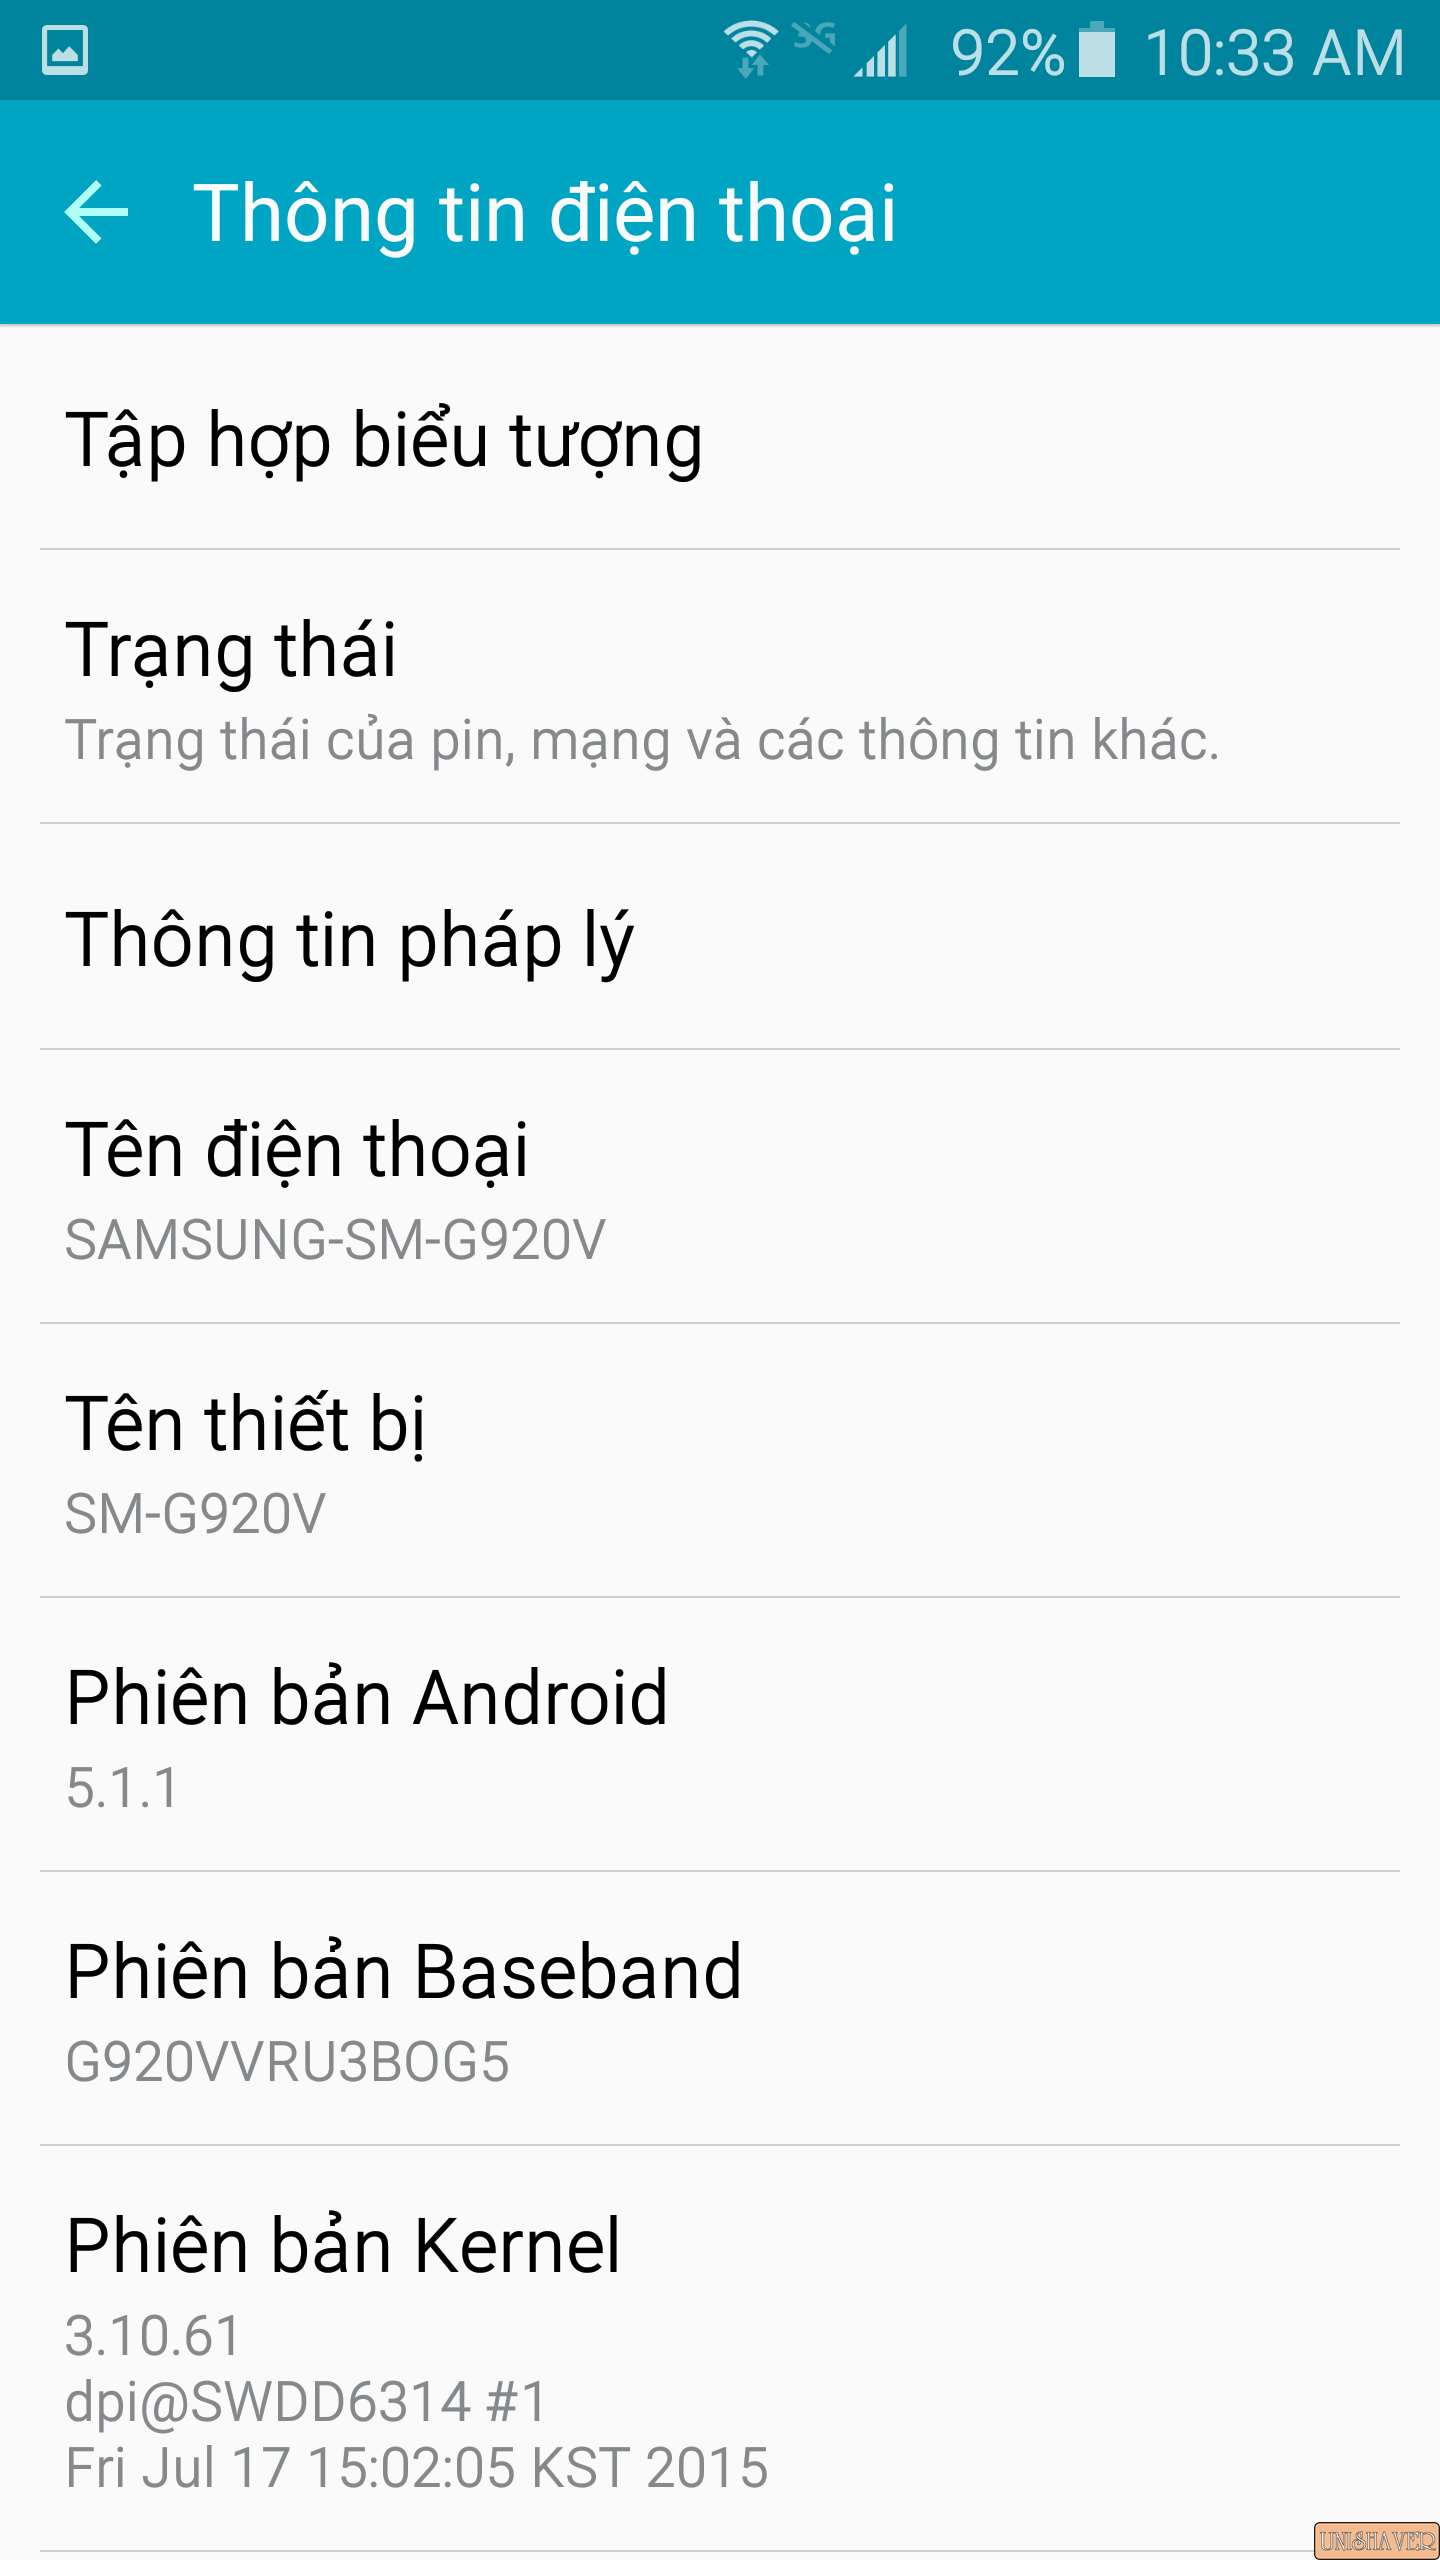 3G 92% 10:33 AM
Thông tin điện thoại
Tập hợp biểu tượng
Trạng thái
Trạng thái của pin, mạng và các thông tin khác.
Thông tin pháp lý
Tên điện thoại
SAMSUNG-SM-G920V
Tên thiết bị
SM-G920V
Phiên bản Android
5.1.1
Phiên bản Baseband
G920VVRU3BOG5
Phiên bản Kernel
3.10.61
dpi@SWDD6314 #1
Fri Jul 17 15:02:05 KST 2015
UNISHAVER